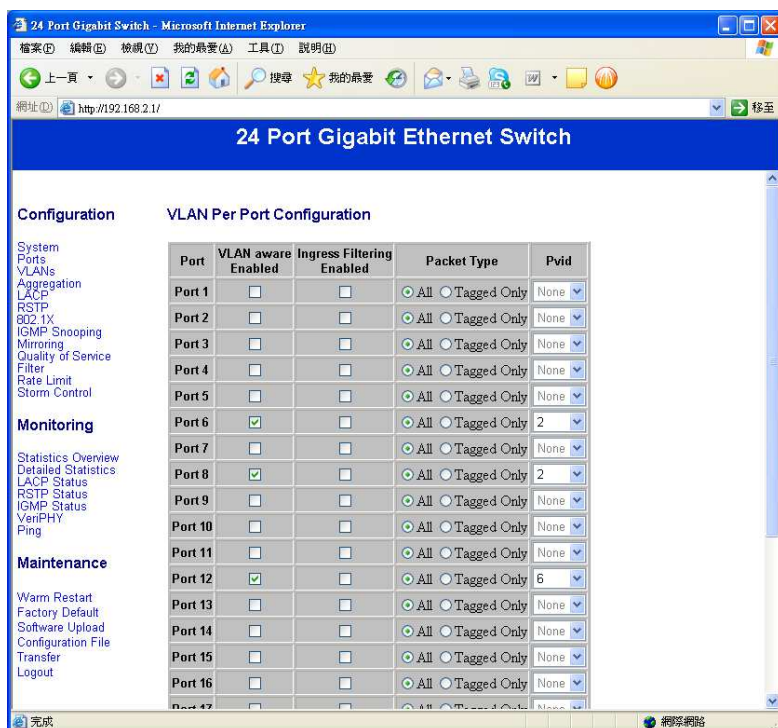 24 Port Gigabit Switch - Microsoft Internet Explorer
檔案(F) 編輯(E) 檢視(V) 我的最愛(A) 工具(T) 說明(H)
上一頁 搜尋 我的最愛
網址(D) http://192.168.2.1/ 移至
24 Port Gigabit Ethernet Switch
Configuration
System
Ports
VLANs
Aggregation
LACP
RSTP
802.1X
IGMP Snooping
Mirroring
Quality of Service
Filter
Rate Limit
Storm Control
Monitoring
Statistics Overview
Detailed Statistics
LACP Status
RSTP Status
IGMP Status
VeriPHY
Ping
Maintenance
Warm Restart
Factory Default
Software Upload
Configuration File
Transfer
Logout
VLAN Per Port Configuration
Port VLAN aware Enabled Ingress Filtering Enabled Packet Type Pvid
Port 1 All Tagged Only None
Port 2 All Tagged Only None
Port 3 All Tagged Only None
Port 4 All Tagged Only None
Port 5 All Tagged Only None
Port 6 All Tagged Only 2
Port 7 All Tagged Only None
Port 8 All Tagged Only 2
Port 9 All Tagged Only None
Port 10 All Tagged Only None
Port 11 All Tagged Only None
Port 12 All Tagged Only 6
Port 13 All Tagged Only None
Port 14 All Tagged Only None
Port 15 All Tagged Only None
Port 16 All Tagged Only None
Port 17 All Tagged Only None
完成 網際網路